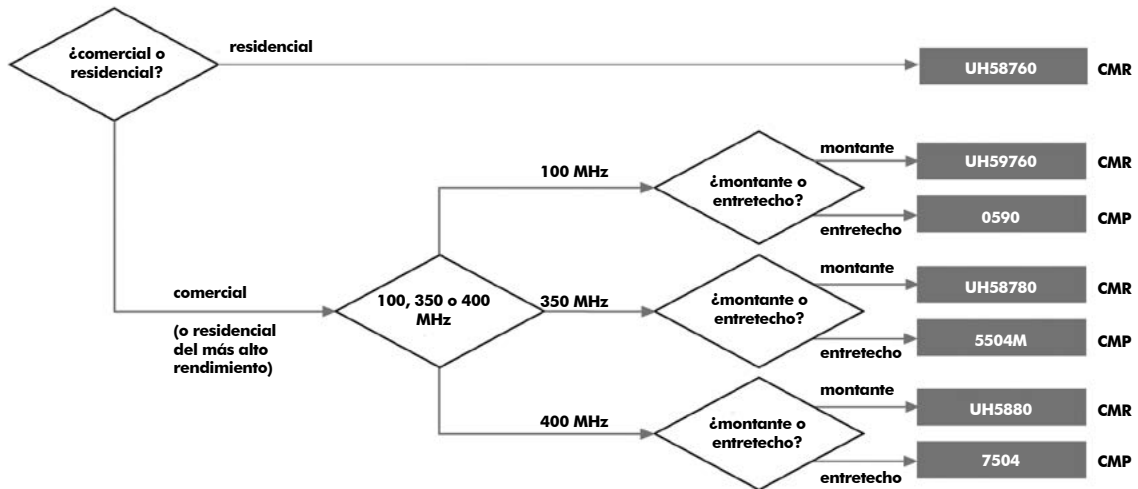 ¿comercial o
residencial?
residencial
UH58760
CMR
montante
UH59760
CMR
100 MHz
¿montante o
entretecho?
0590
CMP
entretecho
montante
UH58780
CMR
comercial
100, 350 o 400
MHz
350 MHz
¿montante o
entretecho?
(o residencial
del más alto
rendimiento)
5504M
CMP
entretecho
montante
UH5880
CMR
400 MHz
¿montante o
entretecho?
7504
CMP
entretecho